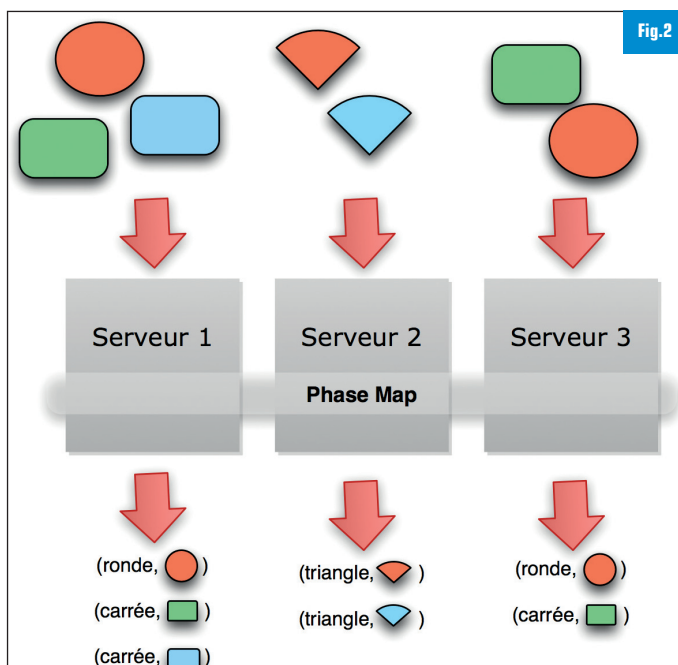 Fig.2
Serveur 1
Serveur 2
Serveur 3
Phase Map
(ronde, )
(triangle, )
(ronde, )
(carrée, )
(triangle, )
(carrée, )
(carrée, )